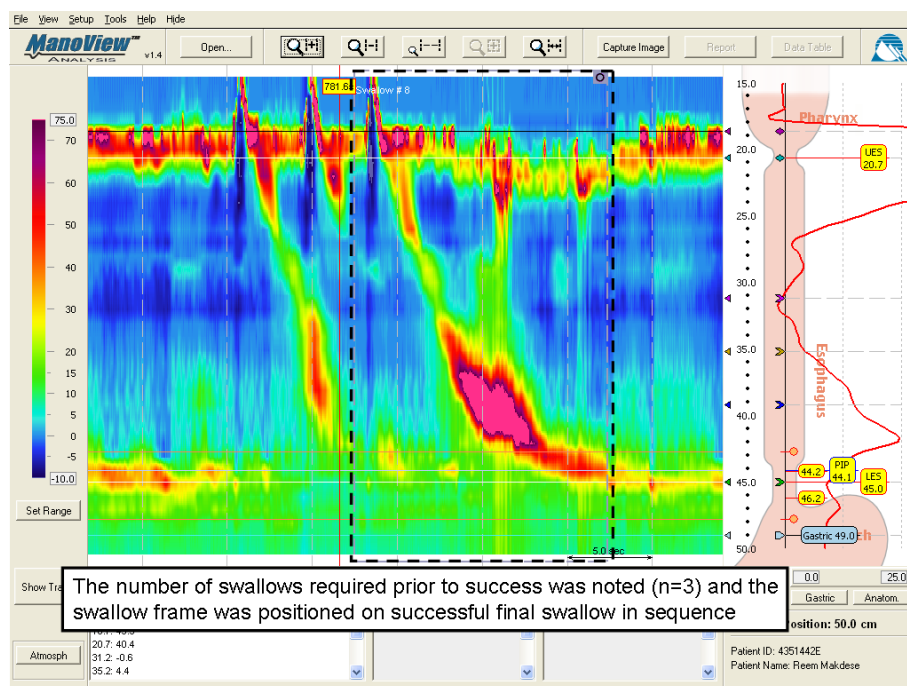 File View Setup Tools Help Hide
ManoView™
ANALYSIS v1.4
Open...
Capture Image
Report
Data Table
781.6
Swallow # 8
75.0
70
60
50
40
30
20
15
10
5
0
-5
-10.0
Set Range
15.0
20.0
25.0
30.0
35.0
40.0
45.0
50.0
Pharynx
UES
20.7
Esophagus
44.2
PIP
44.1
LES
45.0
46.2
Gastric 49.0
5.0 sec
Show
The number of swallows required prior to success was noted (n=3) and the
swallow frame was positioned on successful final swallow in sequence
0.0
25.0
Gastric
Anatom.
osition: 50.0 cm
Atmosph
20.7: 40.4
31.2: -0.6
35.2: 4.4
Patient ID: 4351442E
Patient Name: Reem Makdese